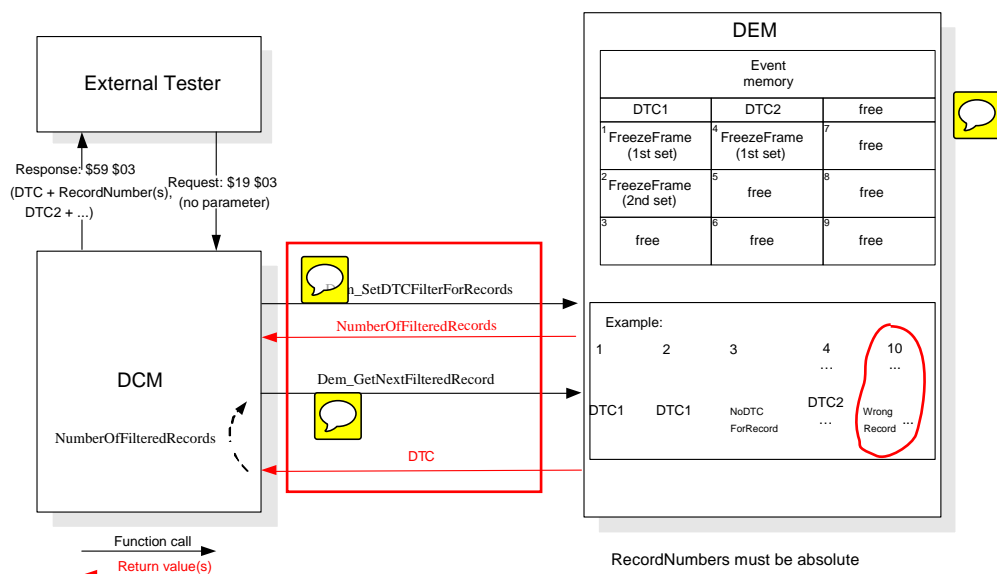 External Tester
Response: $59 $03
(DTC + RecordNumber(s),
DTC2 + ...)
Request: $19 $03
(no parameter)
DCM
NumberOfFilteredRecords
Dem_SetDTCFilterForRecords
NumberOfFilteredRecords
Dem_GetNextFilteredRecord
DTC
Function call
Return value(s)
DEM
Event
memory
DTC1 DTC2 free
1 FreezeFrame
(1st set)
4 FreezeFrame
(1st set)
7 free
2 FreezeFrame
(2nd set)
5 free
8 free
3 free
6 free
9 free
Example:
1 2 3 4 10
... ...
DTC1 DTC1 NoDTC
ForRecord
DTC2
...
Wrong
Record ...
RecordNumbers must be absolute